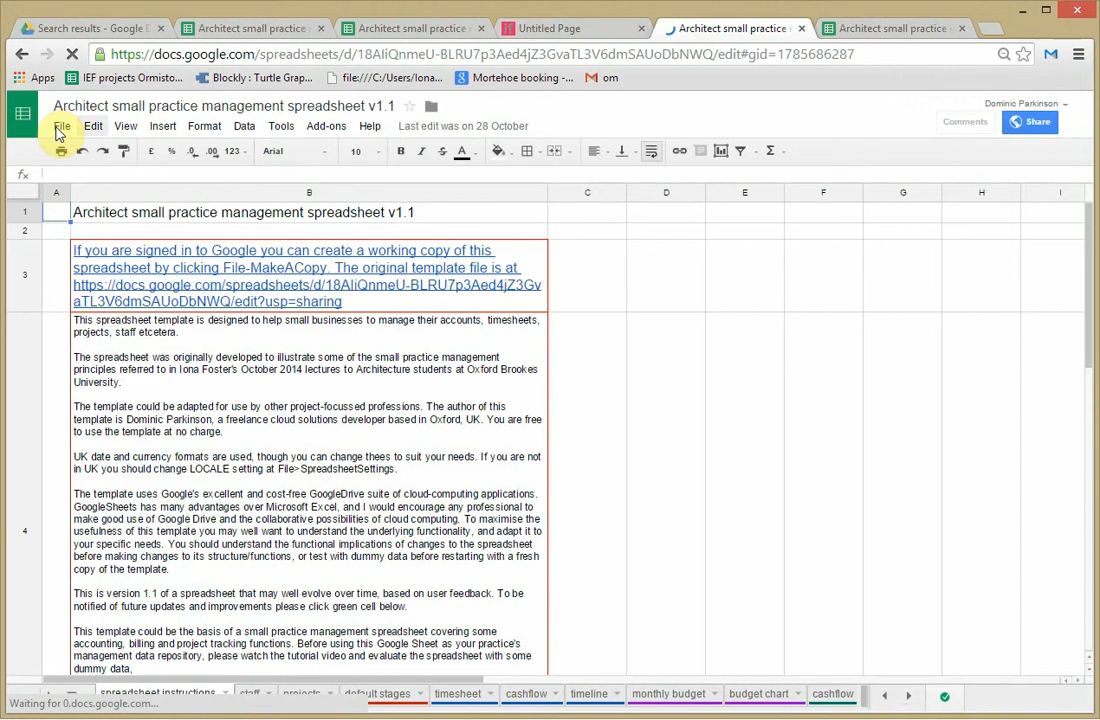 Search results - Google D
Architect small practice
Architect small practice
Untitled Page
Architect small practice
Architect small practice
https://docs.google.com/spreadsheets/d/18AIiQnmeU-BLRU7p3Aed4jZ3GvaTL3V6dmSAUoDbNWQ/edit#gid=1785686287
Apps
IEF projects Ormisto...
Blockly : Turtle Grap...
file:///C:/Users/Iona...
Mortehoe booking -...
om
Architect small practice management spreadsheet v1.1
Dominic Parkinson
File Edit View Insert Format Data Tools Add-ons Help Last edit was on 28 October
Comments
Share
£ % .0 .00 123 Arial 10 B I S A
fx
A B C D E F G H I
1 Architect small practice management spreadsheet v1.1
2
If you are signed in to Google you can create a working copy of this
spreadsheet by clicking File-MakeACopy. The original template file is at
3
https://docs.google.com/spreadsheets/d/18AIiQnmeU-BLRU7p3Aed4jZ3Gv
aTL3V6dmSAUoDbNWQ/edit?usp=sharing
This spreadsheet template is designed to help small businesses to manage their accounts, timesheets,
projects, staff etcetera.
The spreadsheet was originally developed to illustrate some of the small practice management
principles referred to in Iona Foster's October 2014 lectures to Architecture students at Oxford Brookes
University.
The template could be adapted for use by other project-focussed professions. The author of this
template is Dominic Parkinson, a freelance cloud solutions developer based in Oxford, UK. You are free
to use the template at no charge.
UK date and currency formats are used, though you can change thees to suit your needs. If you are not
in UK you should change LOCALE setting at File>SpreadsheetSettings.
The template uses Google's excellent and cost-free GoogleDrive suite of cloud-computing applications.
GoogleSheets has many advantages over Microsoft Excel, and I would encourage any professional to
make good use of Google Drive and the collaborative possibilities of cloud computing. To maximise the
4
usefulness of this template you may well want to understand the underlying functionality, and adapt it to
your specific needs. You should understand the functional implications of changes to the spreadsheet
before making changes to its structure/functions, or test with dummy data before restarting with a fresh
copy of the template.
This is version 1.1 of a spreadsheet that may well evolve over time, based on user feedback. To be
notified of future updates and improvements please click green cell below.
This template could be the basis of a small practice management spreadsheet covering some
accounting, billing and project tracking functions. Before using this Google Sheet as your practice's
management data repository, please watch the tutorial video and evaluate the spreadsheet with some
dummy data,
spreadsheet instructions staff projects default stages timesheet cashflow timeline monthly budget budget chart cashflow
Waiting for 0.docs.google.com...